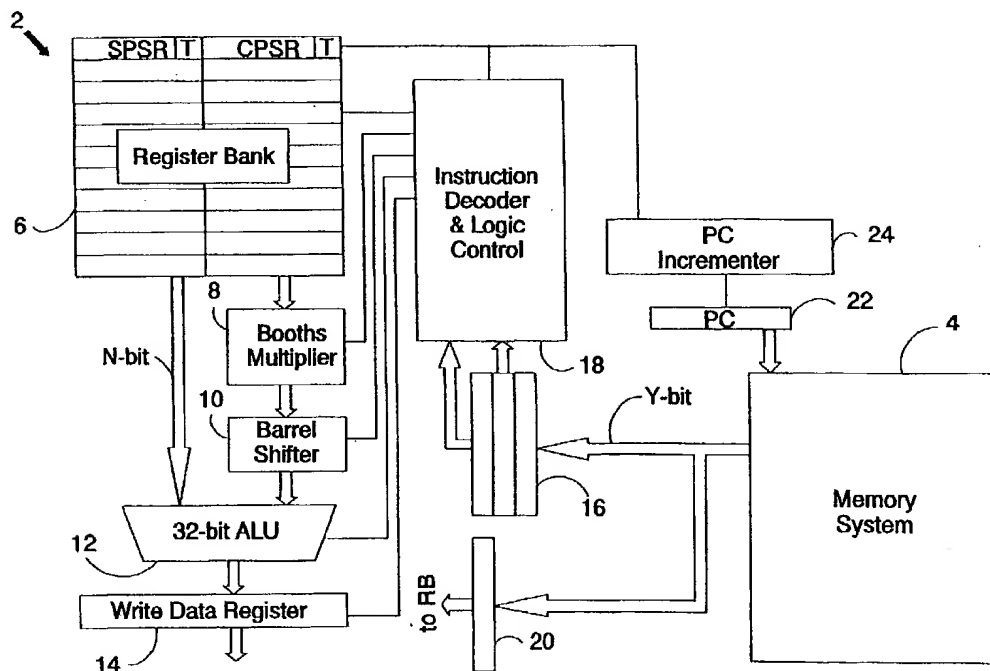 2
SPSR T CPSR T
Register Bank
6
Instruction
Decoder
& Logic
Control
18
PC
Incrementer
24
PC
22
4
8
Booths
Multiplier
N-bit
10
Barrel
Shifter
Y-bit
16
Memory
System
32-bit ALU
12
Write Data Register
14
to RB
20